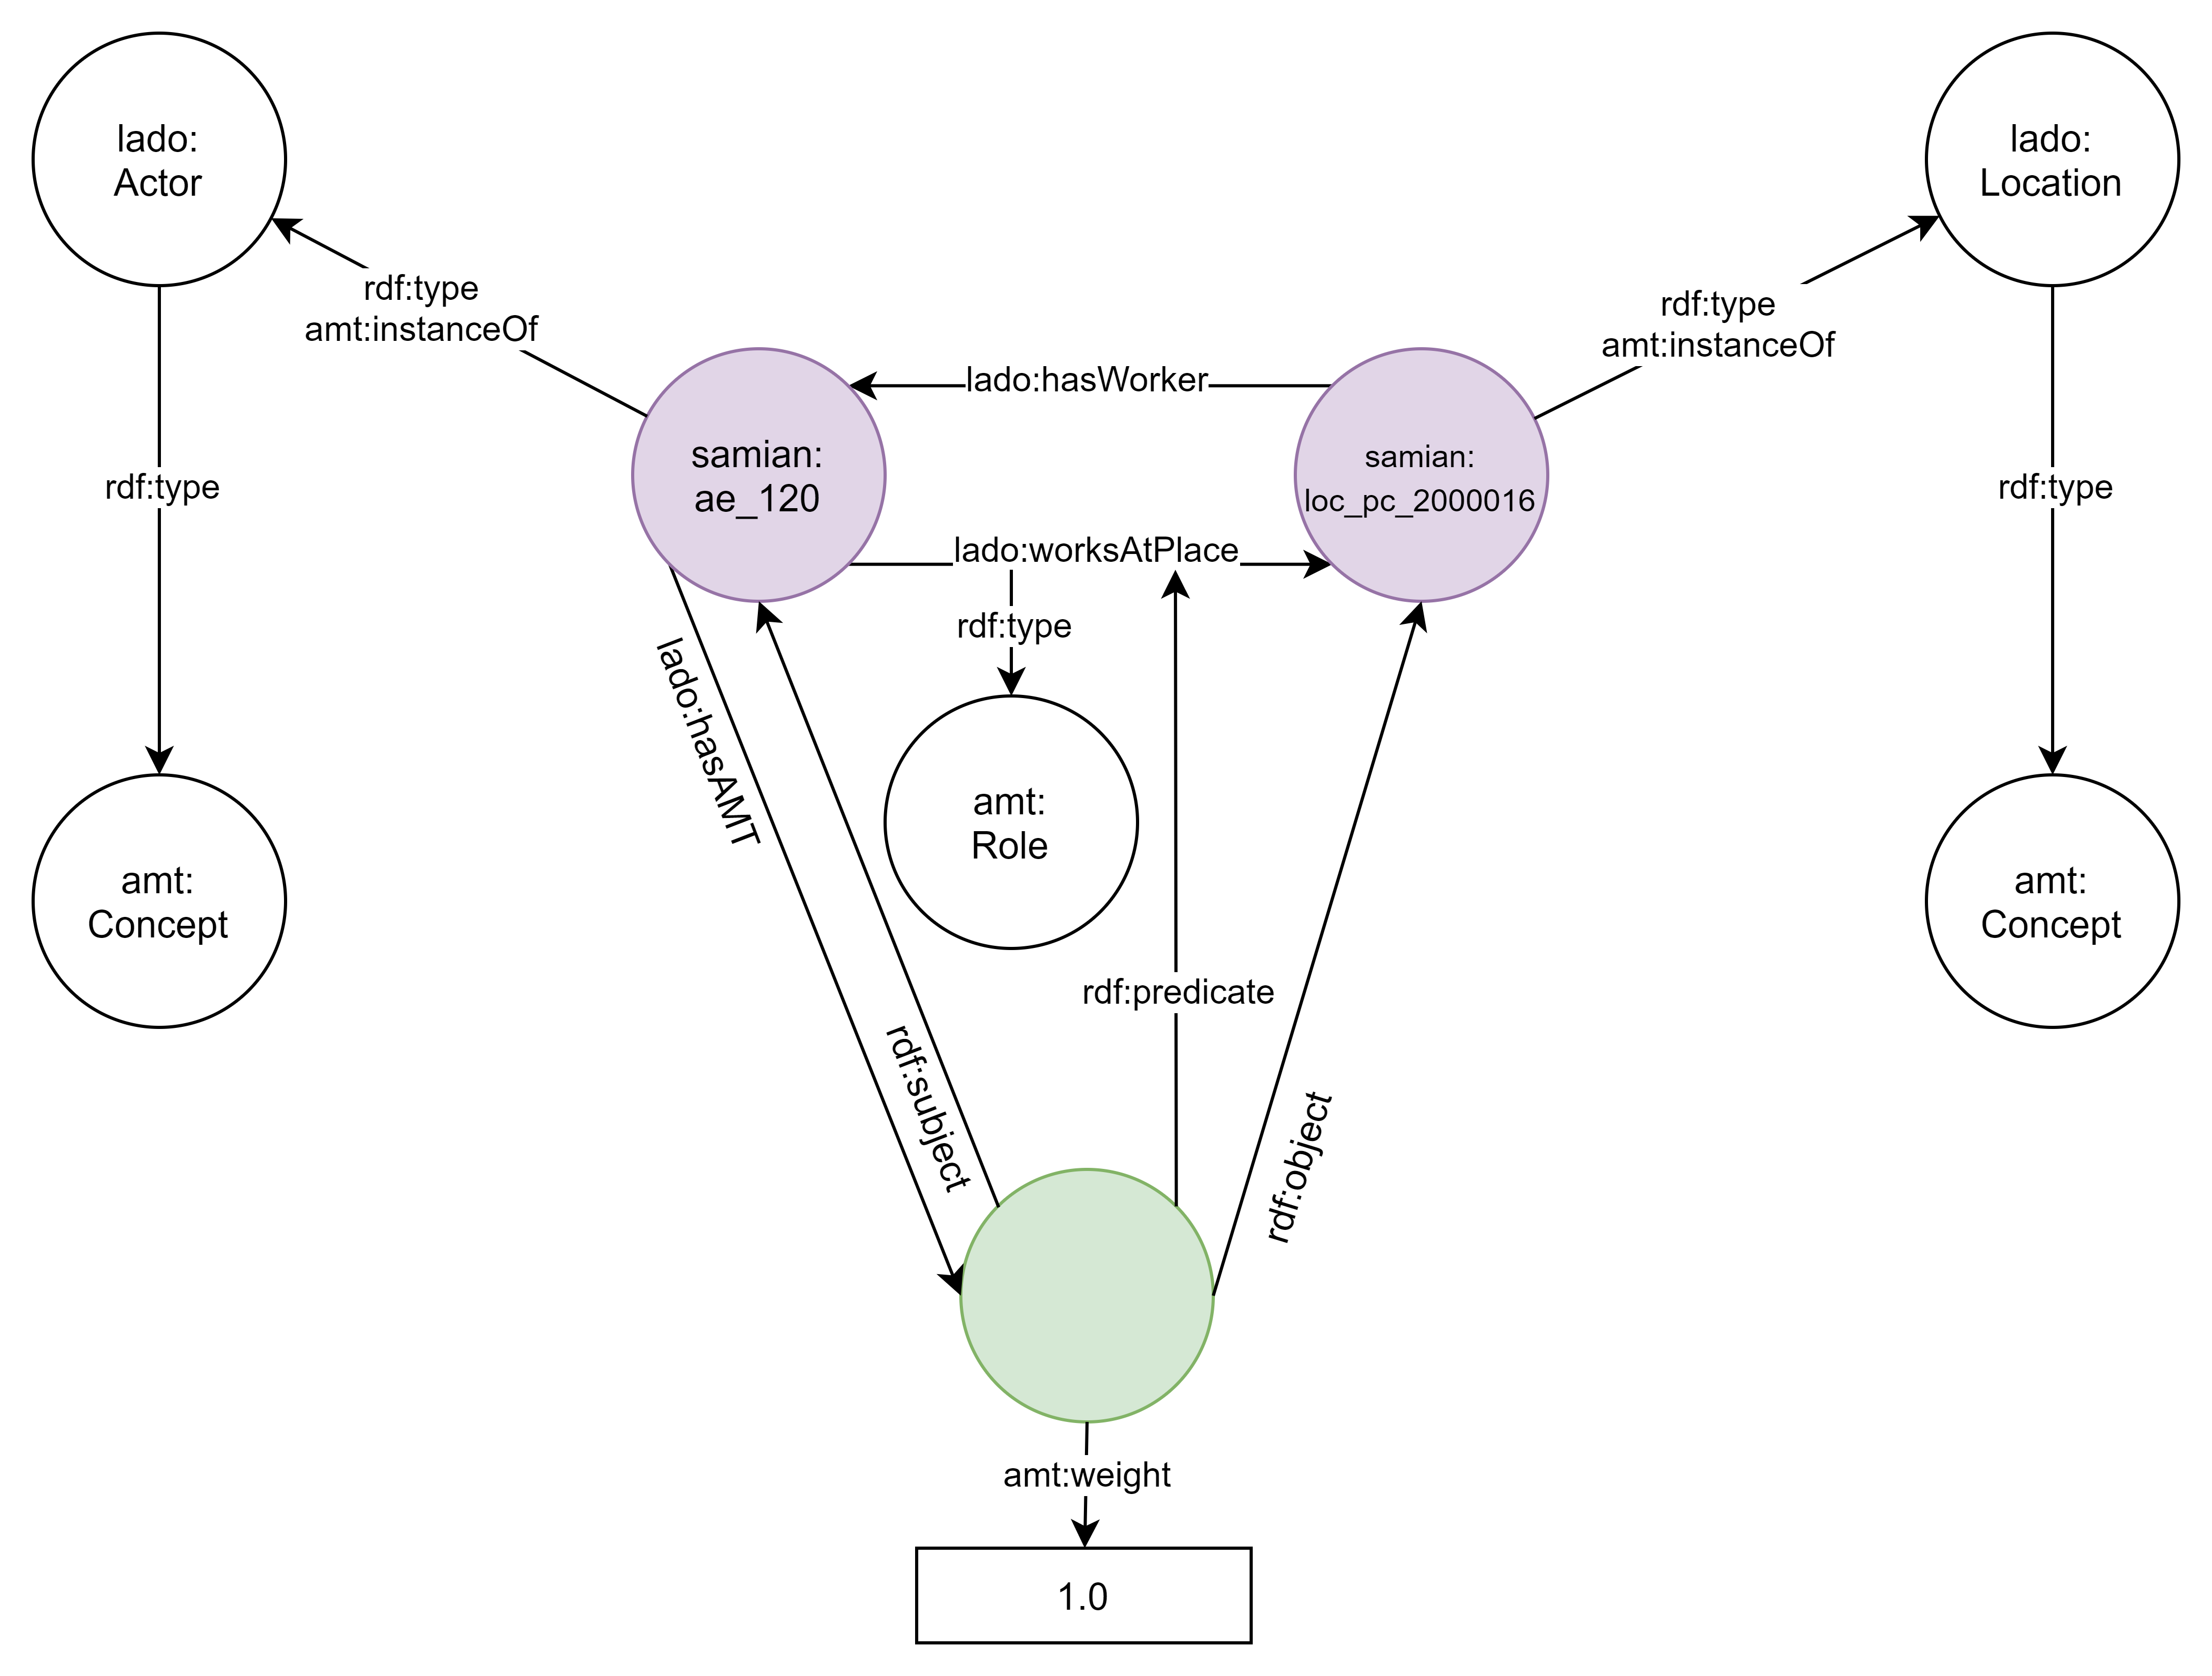 lado:
Actor
lado:
Location
rdf:type
amt:instanceOf
rdf:type
amt:instanceOf
lado:hasWorker
samian:
ae_120
samian:
loc_pc_2000016
rdf:type
rdf:type
lado:worksAtPlace
rdf:type
lado:hasAMT
amt:
Role
amt:
Concept
amt:
Concept
rdf:predicate
rdf:subject
rdf:object
amt:weight
1.0